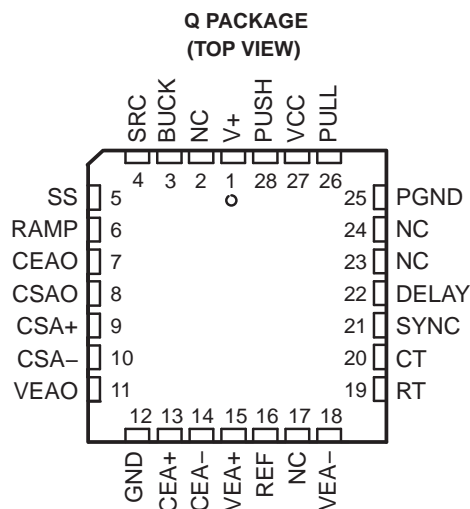 Q PACKAGE
(TOP VIEW)
SRC
BUCK
NC
V+
PUSH
VCC
PULL
4 3 2 1 28 27 26
SS 5
RAMP 6
CEAO 7
CSAO 8
CSA+ 9
CSA– 10
VEAO 11
25 PGND
24 NC
23 NC
22 DELAY
21 SYNC
20 CT
19 RT
12 13 14 15 16 17 18
GND
CEA+
CEA–
VEA+
REF
NC
VEA–